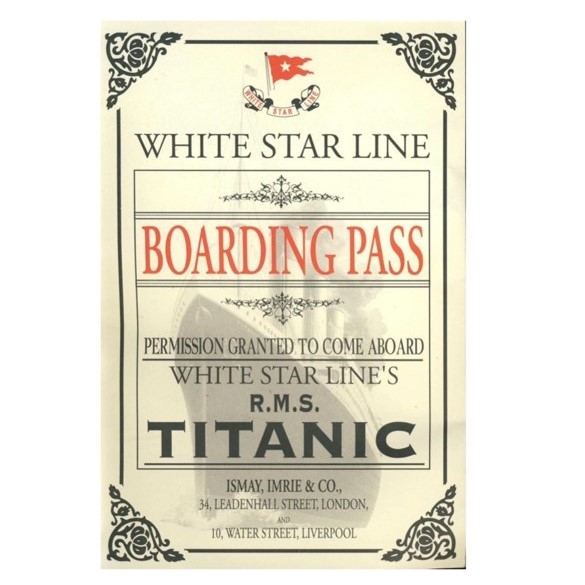 WHITE STAR LINE
WHITE STAR LINE
BOARDING PASS
PERMISSION GRANTED TO COME ABOARD
WHITE STAR LINE'S
R.M.S.
TITANIC
ISMAY, IMRIE & CO.,
34, LEADENHALL STREET, LONDON,
AND
10, WATER STREET, LIVERPOOL